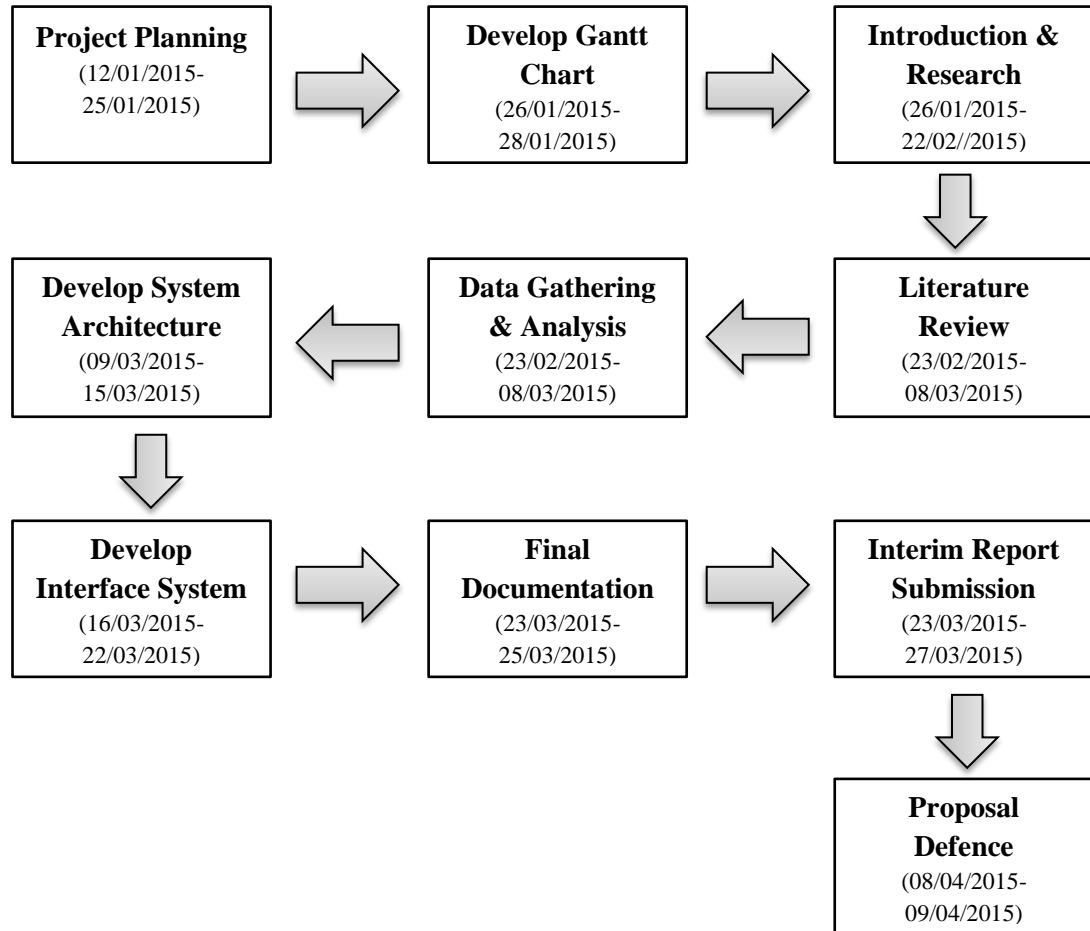 Project Planning
(12/01/2015-
25/01/2015)
Develop Gantt
Chart
(26/01/2015-
28/01/2015)
Introduction &
Research
(26/01/2015-
22/02//2015)
Literature
Review
(23/02/2015-
08/03/2015)
Data Gathering
& Analysis
(23/02/2015-
08/03/2015)
Develop System
Architecture
(09/03/2015-
15/03/2015)
Develop
Interface System
(16/03/2015-
22/03/2015)
Final
Documentation
(23/03/2015-
25/03/2015)
Interim Report
Submission
(23/03/2015-
27/03/2015)
Proposal
Defence
(08/04/2015-
09/04/2015)